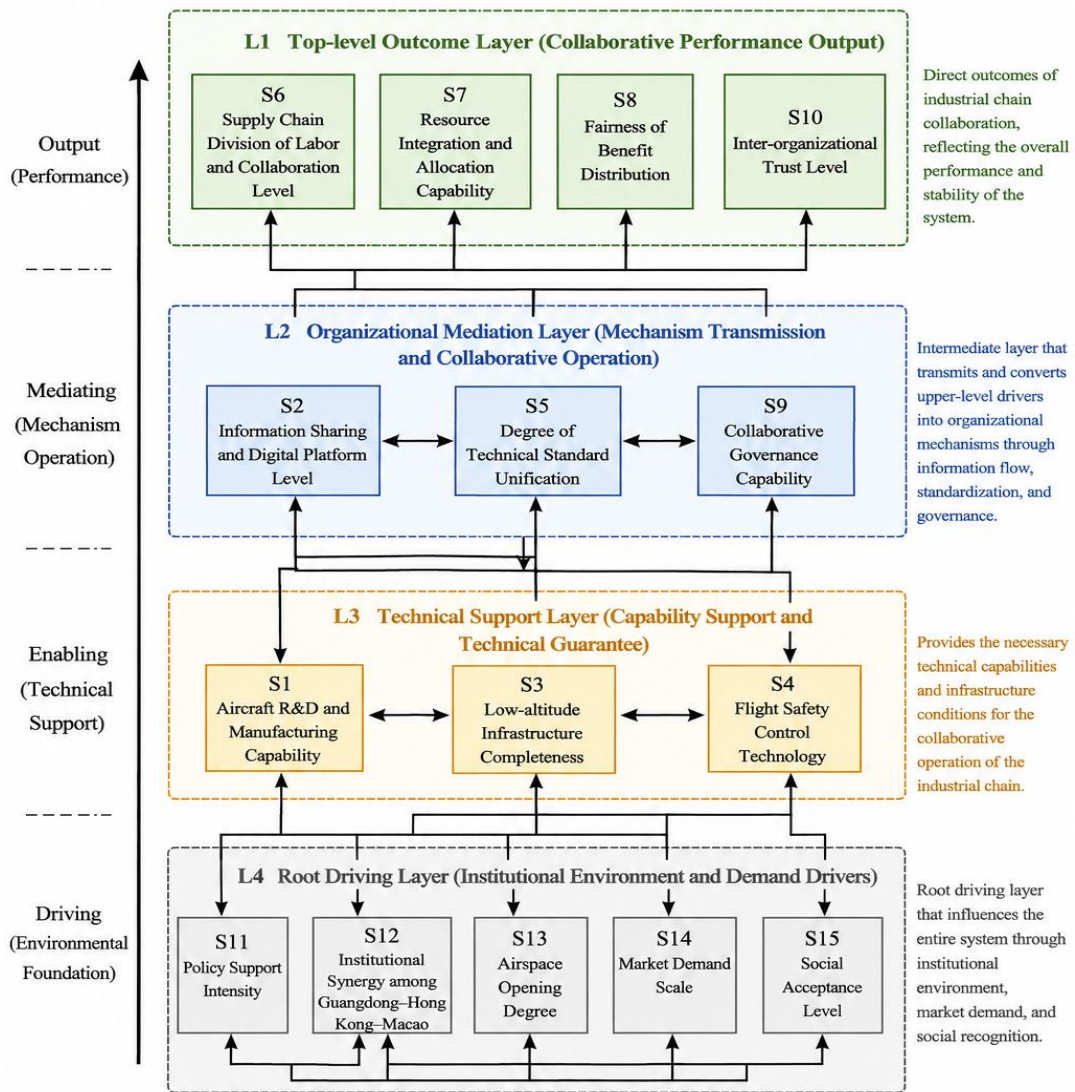 L1 Top-level Outcome Layer (Collaborative Performance Output)
Output
(Performance)
S6
Supply Chain
Division of Labor
and Collaboration
Level
S7
Resource
Integration and
Allocation
Capability
S8
Fairness of
Benefit
Distribution
S10
Inter-organizational
Trust Level
Direct outcomes of
industrial chain
collaboration,
reflecting the overall
performance and
stability of the
system.
L2 Organizational Mediation Layer (Mechanism Transmission
and Collaborative Operation)
Mediating
(Mechanism
Operation)
S2
Information Sharing
and Digital Platform
Level
S5
Degree of
Technical Standard
Unification
S9
Collaborative
Governance
Capability
Intermediate layer that
transmits and converts
upper-level drivers
into organizational
mechanisms through
information flow,
standardization, and
governance.
L3 Technical Support Layer (Capability Support and
Technical Guarantee)
Enabling
(Technical
Support)
S1
Aircraft R&D and
Manufacturing
Capability
S3
Low-altitude
Infrastructure
Completeness
S4
Flight Safety
Control
Technology
Provides the necessary
technical capabilities
and infrastructure
conditions for the
collaborative
operation of the
industrial chain.
L4 Root Driving Layer (Institutional Environment and Demand Drivers)
Driving
(Environmental
Foundation)
S11
Policy Support
Intensity
S12
Institutional
Synergy among
Guangdong–Hong
Kong–Macao
S13
Airspace
Opening
Degree
S14
Market Demand
Scale
S15
Social
Acceptance
Level
Root driving layer
that influences the
entire system through
institutional
environment,
market demand, and
social recognition.